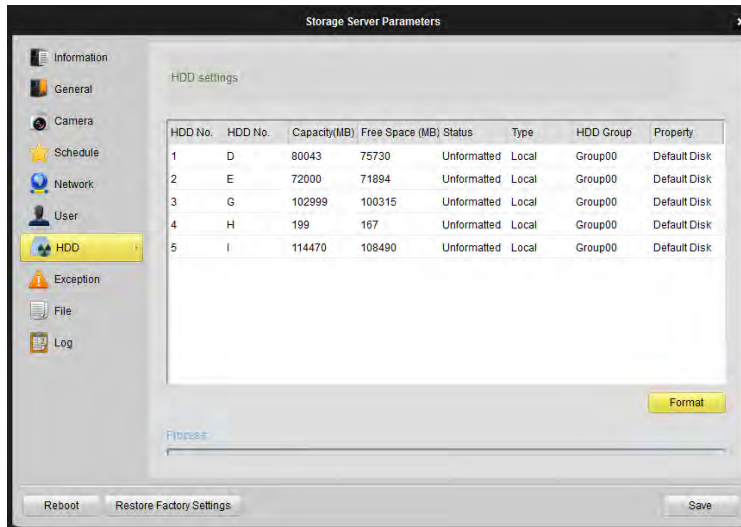 Storage Server Parameters
Information
General
Camera
Schedule
Network
User
HDD
Exception
File
Log
HDD settings
HDD No. HDD No. Capacity(MB) Free Space (MB) Status Type HDD Group Property
1 D 80043 75730 Unformatted Local Group00 Default Disk
2 E 72000 71894 Unformatted Local Group00 Default Disk
3 G 102999 100315 Unformatted Local Group00 Default Disk
4 H 199 167 Unformatted Local Group00 Default Disk
5 I 114470 108490 Unformatted Local Group00 Default Disk
Format
Process:
Reboot Restore Factory Settings Save